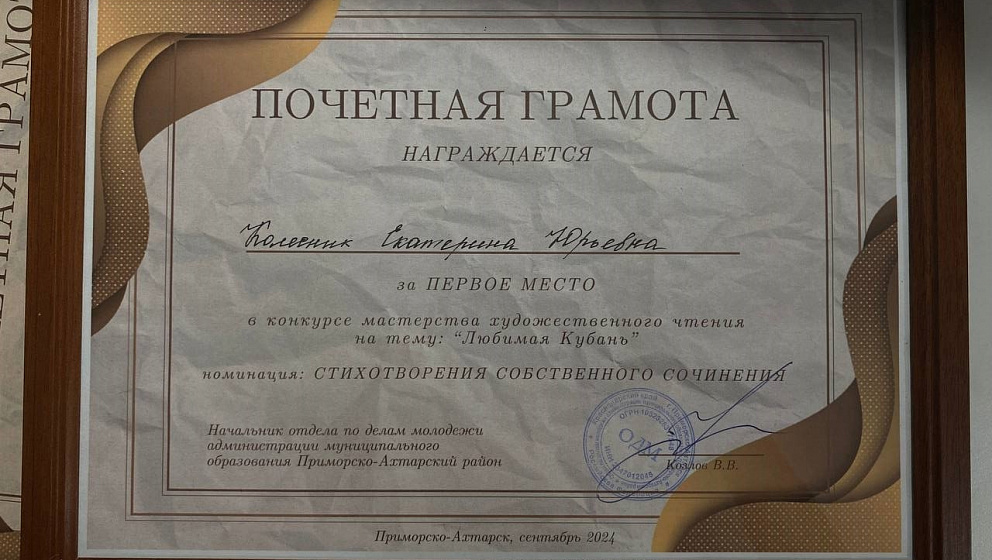 ПОЧЕТНАЯ ГРАМОТА
НАГРАЖДАЕТСЯ
Колесник Екатерина Юрьевна
за ПЕРВОЕ МЕСТО
в конкурсе мастерства художественного чтения
на тему: “Любимая Кубань”
номинация: СТИХОТВОРЕНИЯ СОБСТВЕННОГО СОЧИНЕНИЯ
Начальник отдела по делам молодежи
администрации муниципального
образования Приморско-Ахтарский район
ОДМ
Козлов В.В.
Приморско-Ахтарск, сентябрь 2024